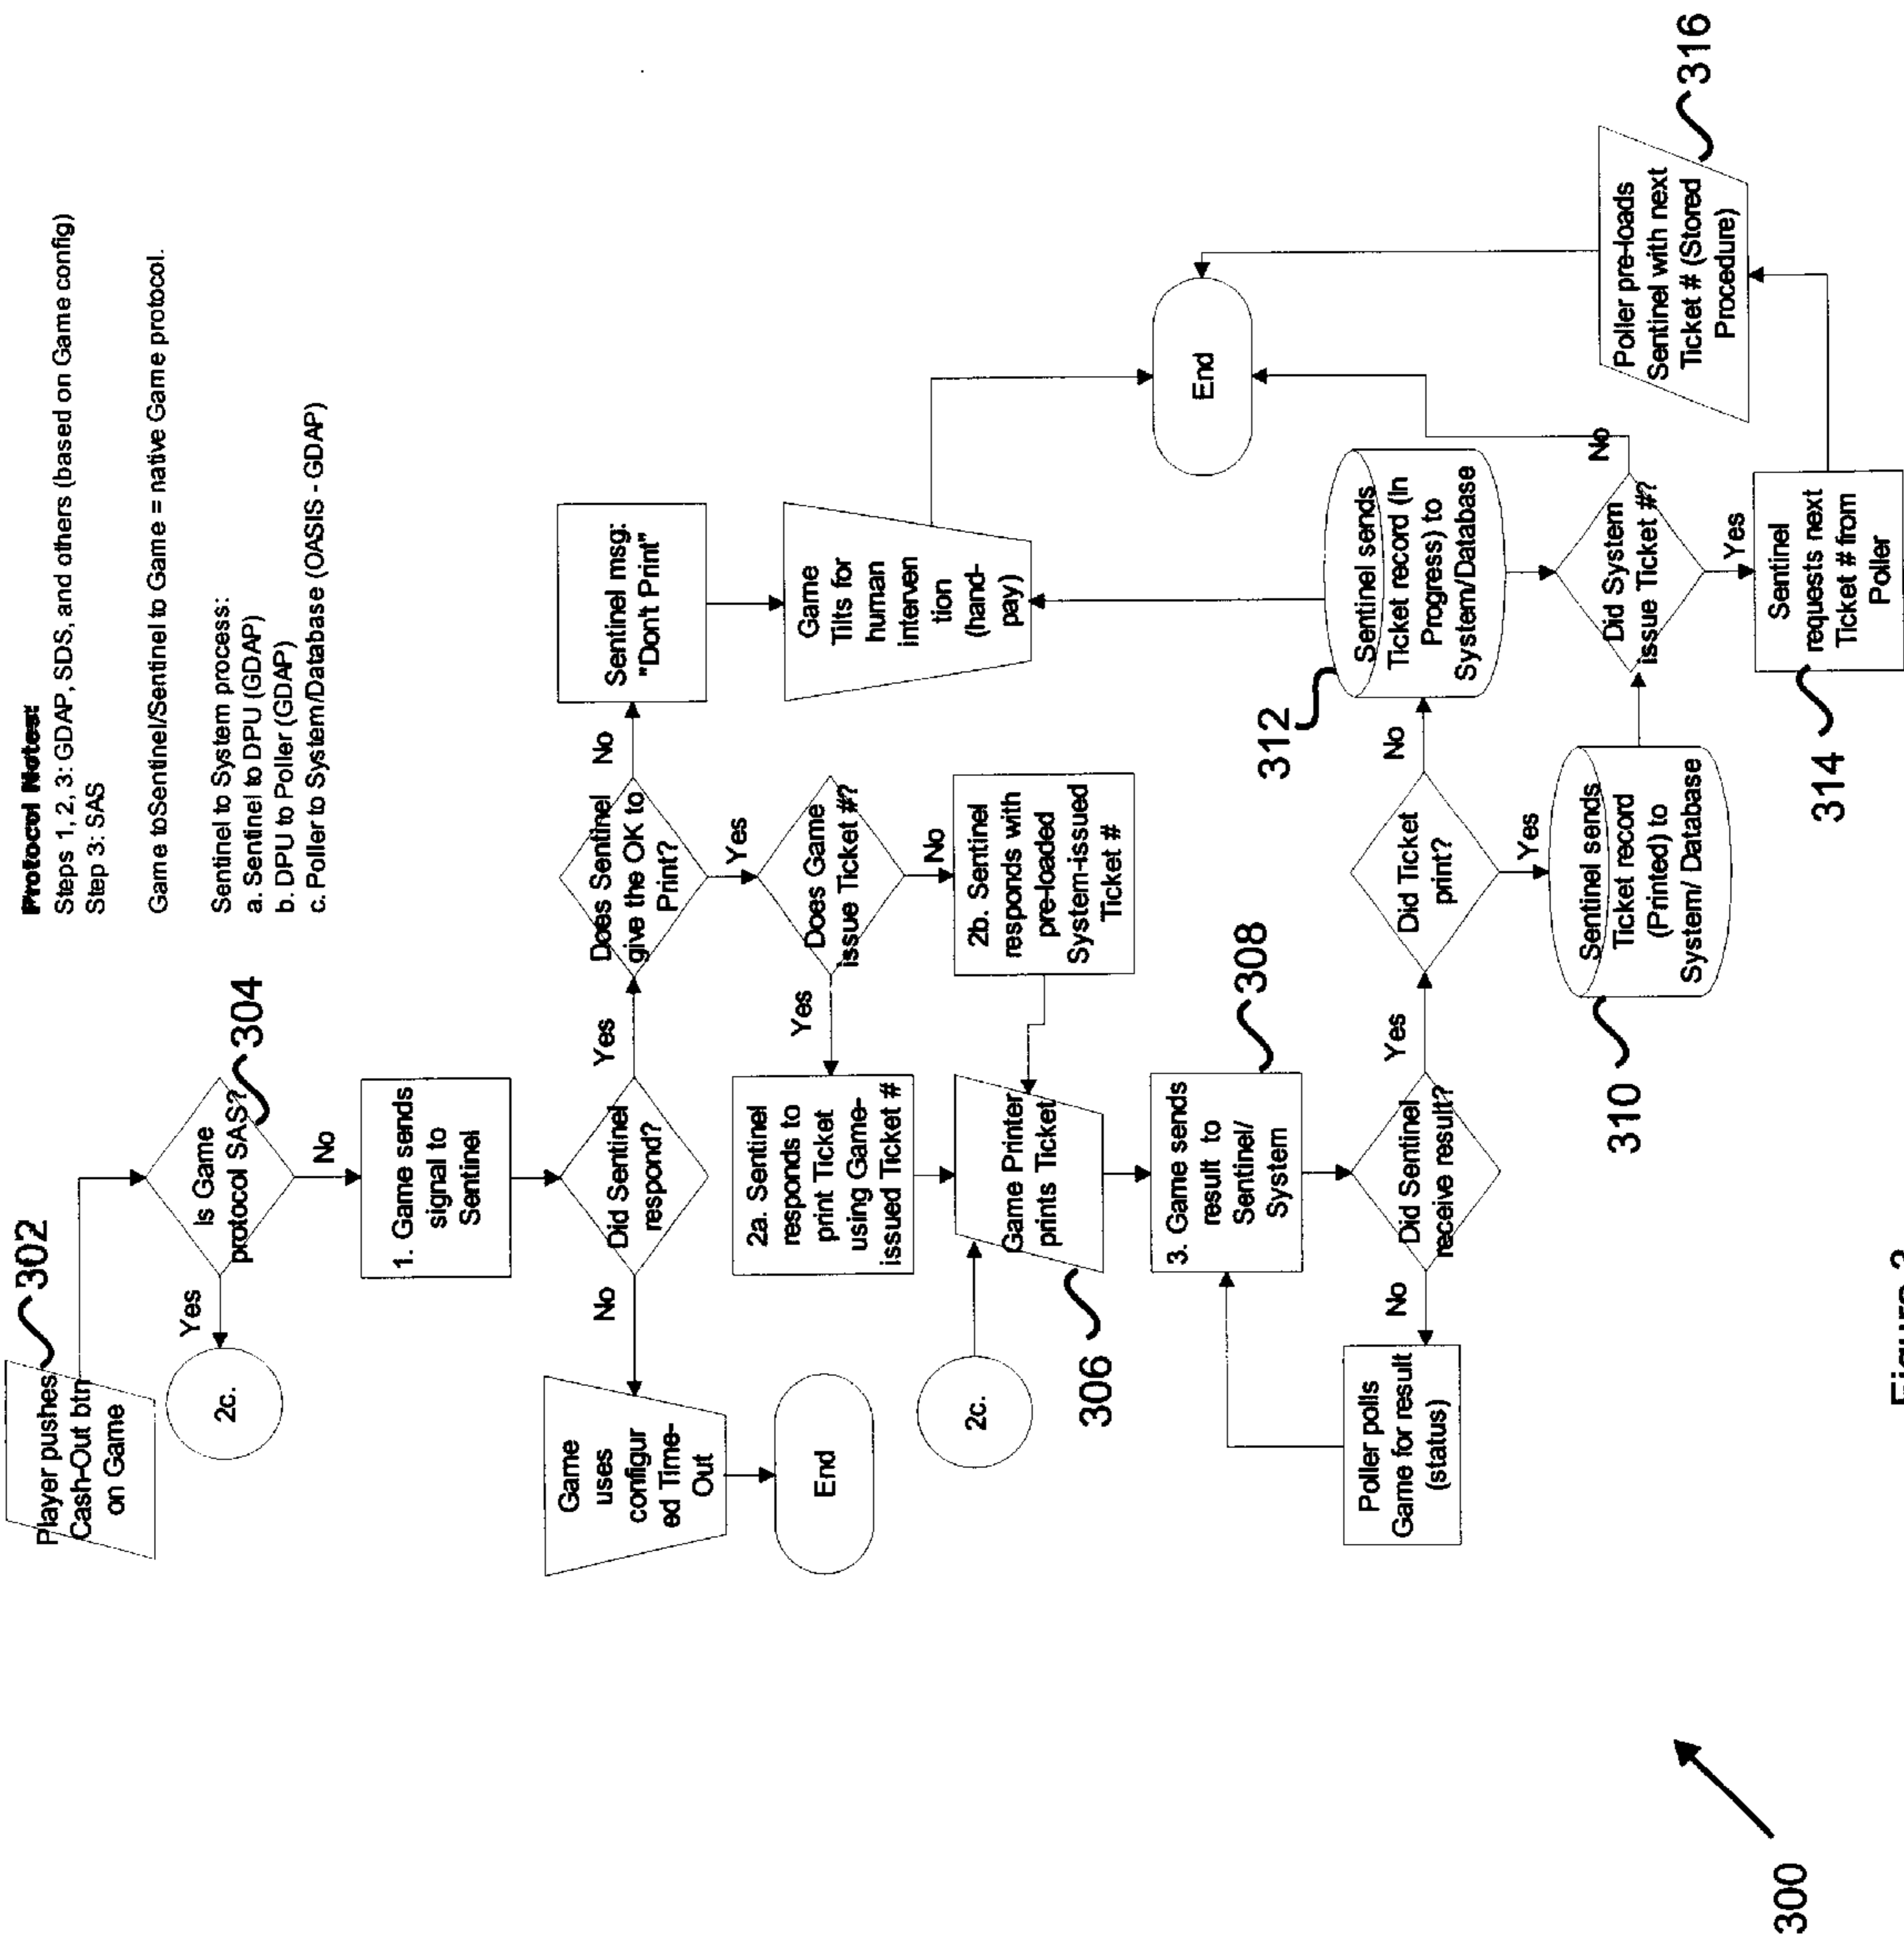 Protocol Notes:
Steps 1, 2, 3: GDAP, SDS, and others (based on Game config)
Step 3: SAS
Game toSentinel/Sentinel to Game = native Game protocol.
Sentinel to System process:
a. Sentinel to DPU (GDAP)
b. DPU to Poller (GDAP)
c. Poller to System/Database (OASIS - GDAP)
Player pushes
Cash-Out btn
on Game
302
Is Game
protocol SAS?
304
Yes
2c.
No
1. Game sends
signal to
Sentinel
Did Sentinel
respond?
No
Game
uses
configur
ed Time-
Out
End
Yes
Does Sentinel
give the OK to
Print?
No
Sentinel msg:
"Don't Print"
Game
Tilts for
human
interven
tion
(hand-
pay)
Yes
Does Game
issue Ticket #?
Yes
2a. Sentinel
responds to
print Ticket
using Game-
issued Ticket #
No
2b. Sentinel
responds with
pre-loaded
System-issued
Ticket #
2c.
Game Printer
prints Ticket
306
3. Game sends
result to
Sentinel/
System
308
Did Sentinel
receive result?
No
Poller polls
Game for result
(status)
Yes
Did Ticket
print?
No
Sentinel sends
Ticket record (In
Progress) to
System/Database
312
Yes
Sentinel sends
Ticket record
(Printed) to
System/ Database
310
Did System
issue Ticket #?
No
End
Yes
Sentinel
requests next
Ticket # from
Poller
314
Poller pre-loads
Sentinel with next
Ticket # (Stored
Procedure)
316
300
Figure 3